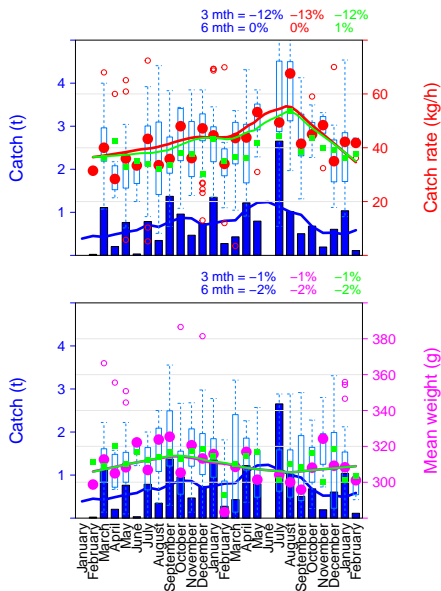 3 mth = −12% −13% −12%
6 mth = 0% 0% 1%
Catch (t)
5
4
3
2
1
Catch rate (kg/h)
60
40
20
3 mth = −1% −1% −1%
6 mth = −2% −2% −2%
Catch (t)
4
3
2
1
Mean weight (g)
380
360
340
320
300
January
February
March
April
May
June
July
August
September
October
November
December
January
February
March
April
May
June
July
August
September
October
November
December
January
February